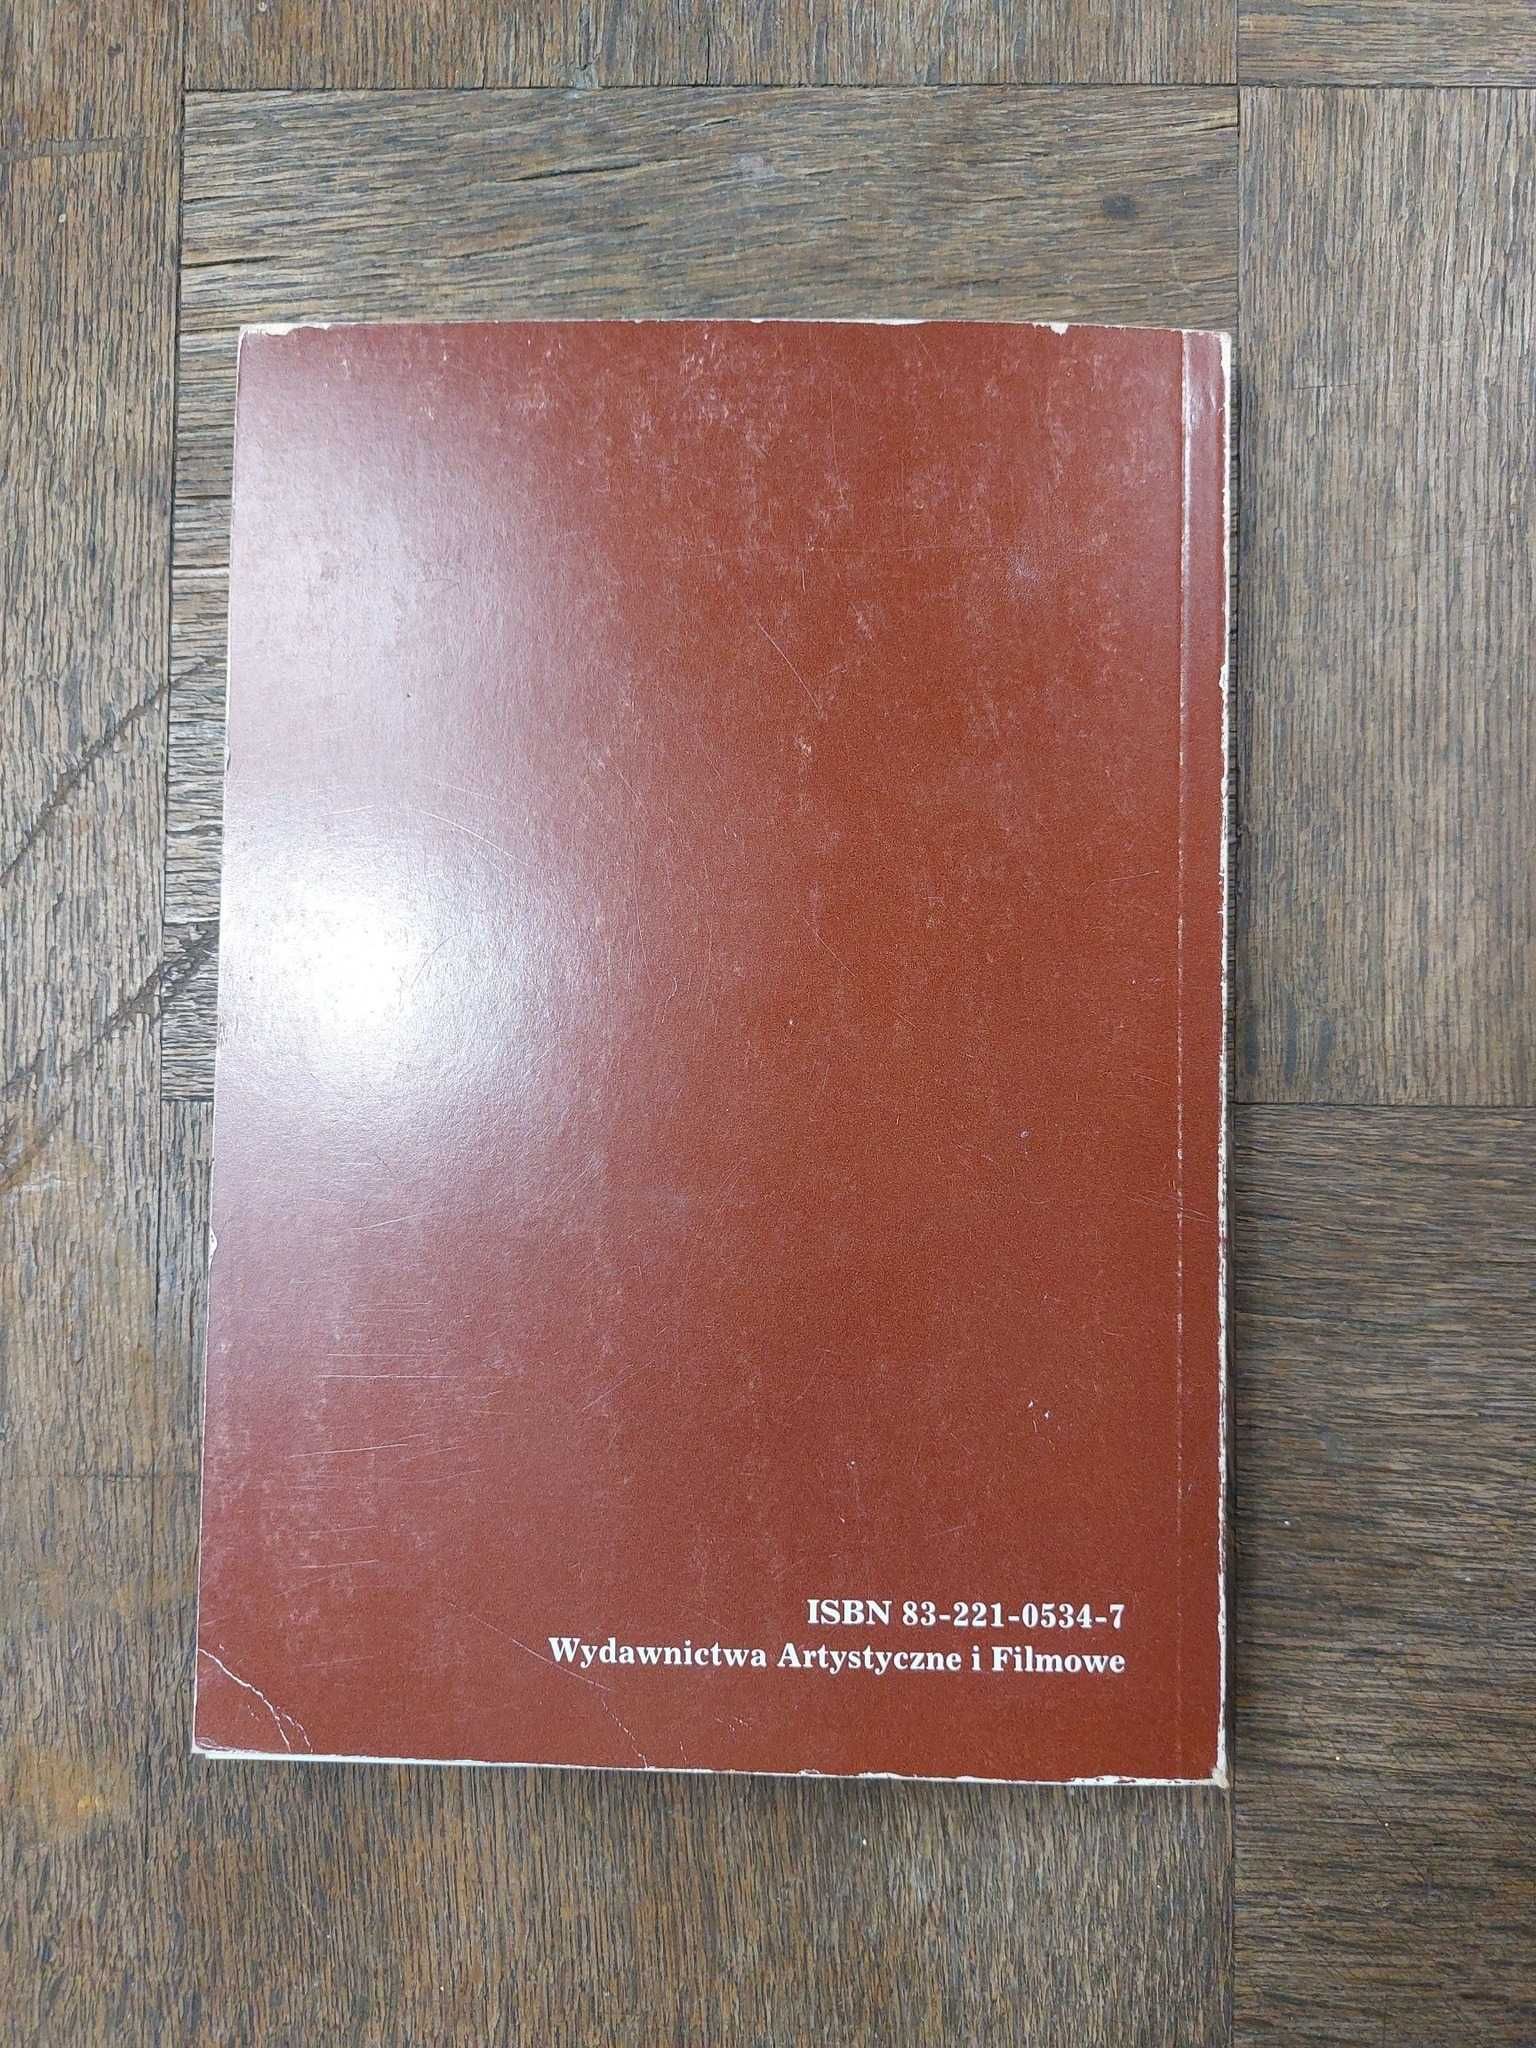 ISBN 83-221-0534-7
Wydawnictwa Artystyczne i Filmowe